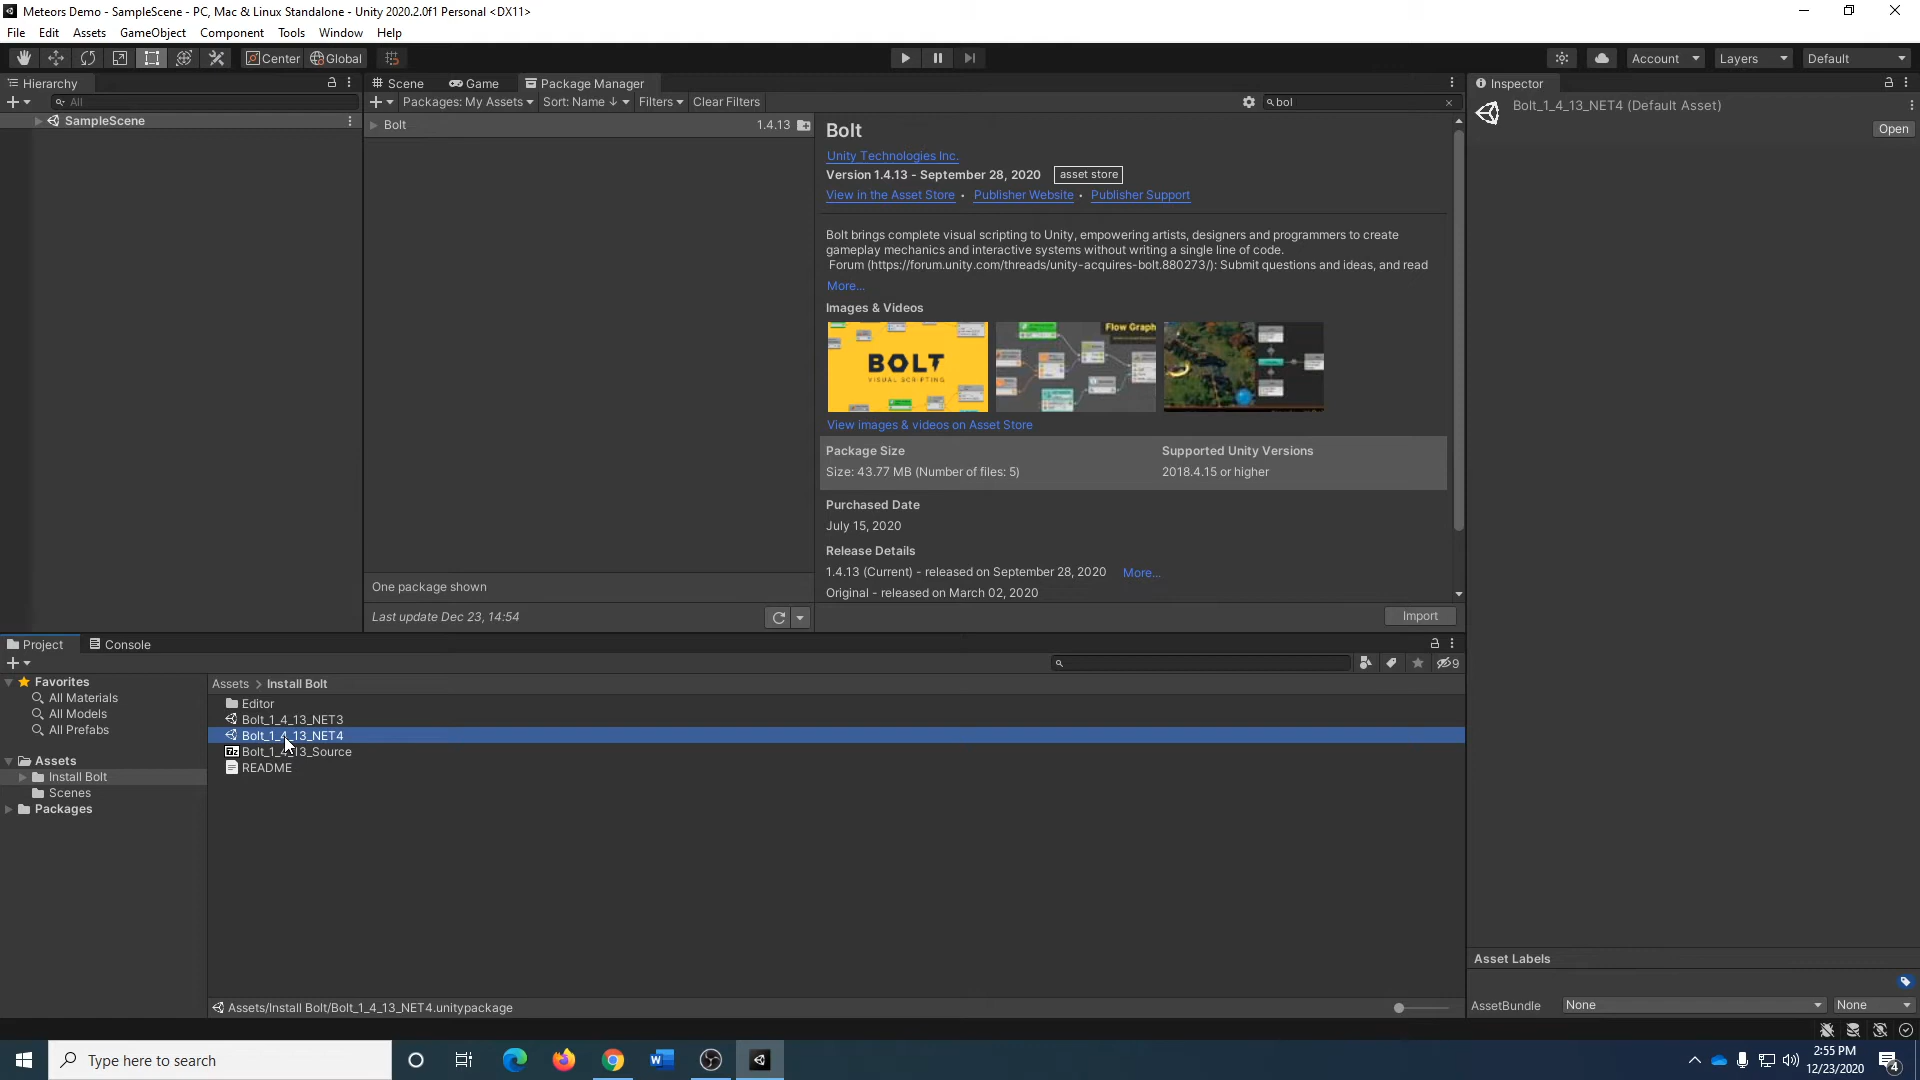 Meteors Demo - SampleScene - PC, Mac & Linux Standalone - Unity 2020.2.0f1 Personal <DX11>
File Edit Assets GameObject Component Tools Window Help
Center Global Account Layers Default
Hierarchy
All
SampleScene
Scene Game Package Manager
Packages: My Assets Sort: Name ↓ Filters Clear Filters bol
Bolt 1.4.13
One package shown
Last update Dec 23, 14:54
Bolt
Unity Technologies Inc.
Version 1.4.13 - September 28, 2020 asset store
View in the Asset Store • Publisher Website • Publisher Support
Bolt brings complete visual scripting to Unity, empowering artists, designers and programmers to create
gameplay mechanics and interactive systems without writing a single line of code.
Forum (https://forum.unity.com/threads/unity-acquires-bolt.880273/): Submit questions and ideas, and read
More...
Images & Videos
BOLT
VISUAL SCRIPTING
Flow Graph
View images & videos on Asset Store
Package Size Supported Unity Versions
Size: 43.77 MB (Number of files: 5) 2018.4.15 or higher
Purchased Date
July 15, 2020
Release Details
1.4.13 (Current) - released on September 28, 2020 More...
Original - released on March 02, 2020
Import
Inspector
Bolt_1_4_13_NET4 (Default Asset)
Open
Project Console
9
Favorites
All Materials
All Models
All Prefabs
Assets
Install Bolt
Scenes
Packages
Assets > Install Bolt
Editor
Bolt_1_4_13_NET3
Bolt_1_4_13_NET4
Bolt_1_4_13_Source
README
Assets/Install Bolt/Bolt_1_4_13_NET4.unitypackage
Asset Labels
AssetBundle None None
Type here to search
2:55 PM
12/23/2020
4